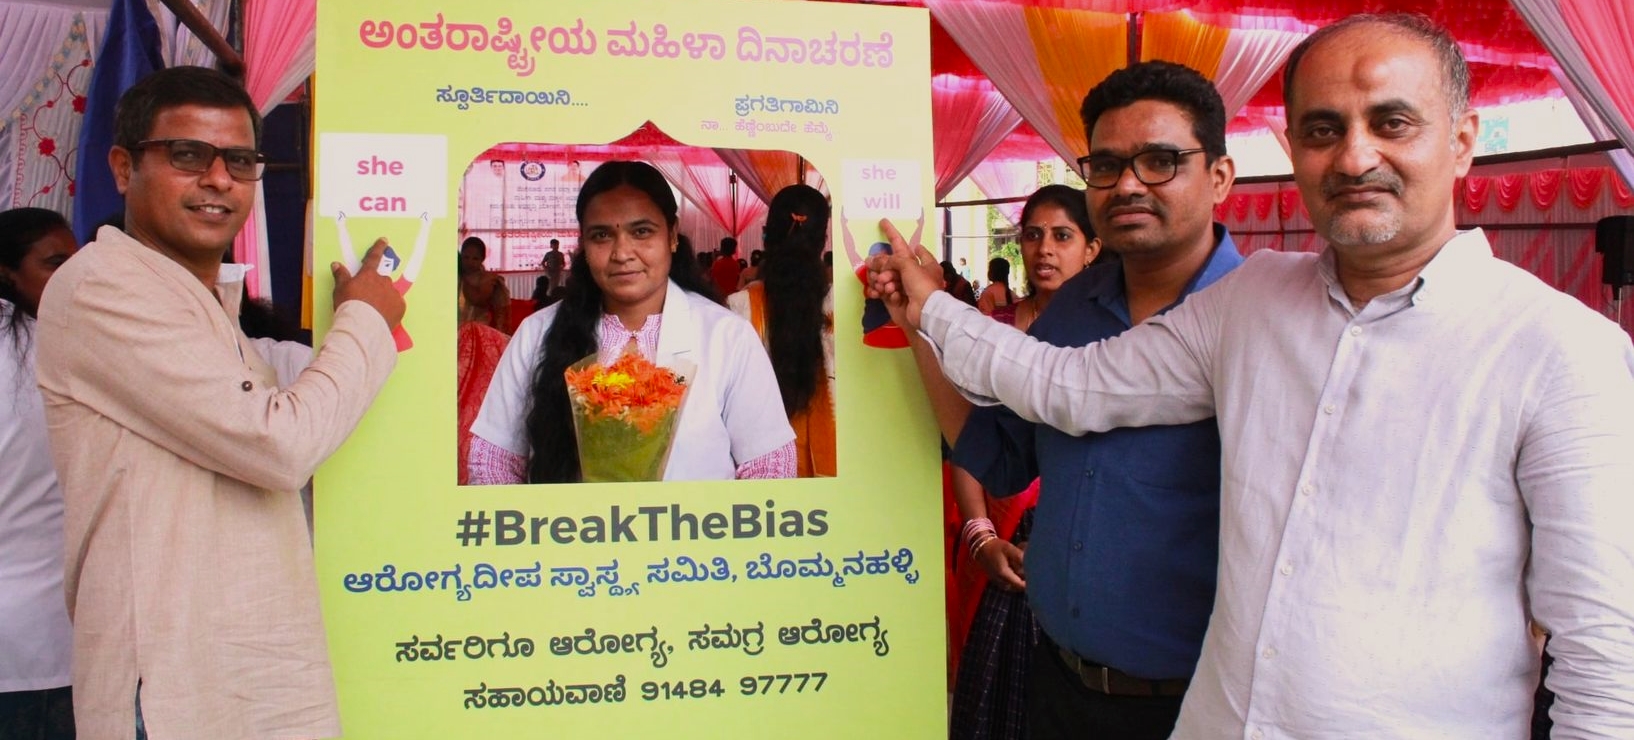 ಅಂತರಾಷ್ಟ್ರೀಯ ಮಹಿಳಾ ದಿನಾಚರಣೆ
ಸ್ಪೂರ್ತಿದಾಯಿನಿ....
ಪ್ರಗತಿಗಾಮಿನಿ
ನಾ... ಹೆಣ್ಣೆಂಬುದೇ ಹೆಮ್ಮೆ
she
can
she
will
#BreakTheBias
ಆರೋಗ್ಯದೀಪ ಸ್ವಾಸ್ಥ್ಯ ಸಮಿತಿ, ಬೊಮ್ಮನಹಳ್ಳಿ
ಸರ್ವರಿಗೂ ಆರೋಗ್ಯ, ಸಮಗ್ರ ಆರೋಗ್ಯ
ಸಹಾಯವಾಣಿ 91484 97777